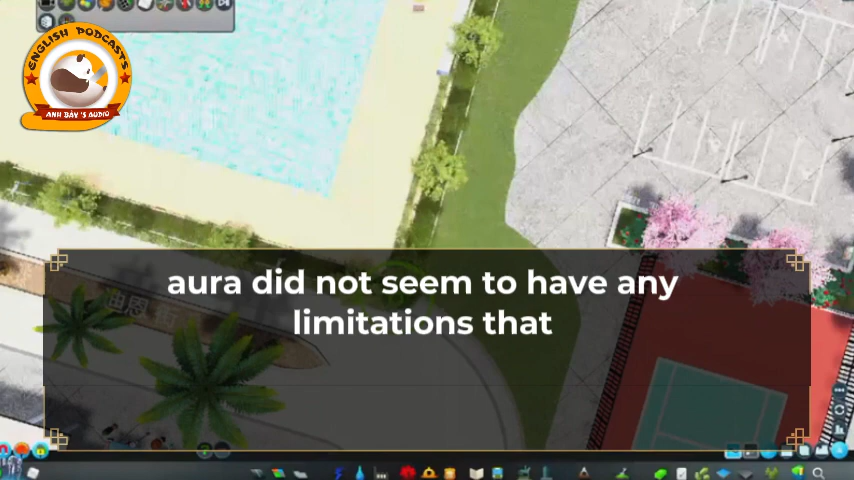 ENGLISH PODCASTS
ANH BẢY 'S AUDIO
aura did not seem to have any
limitations that